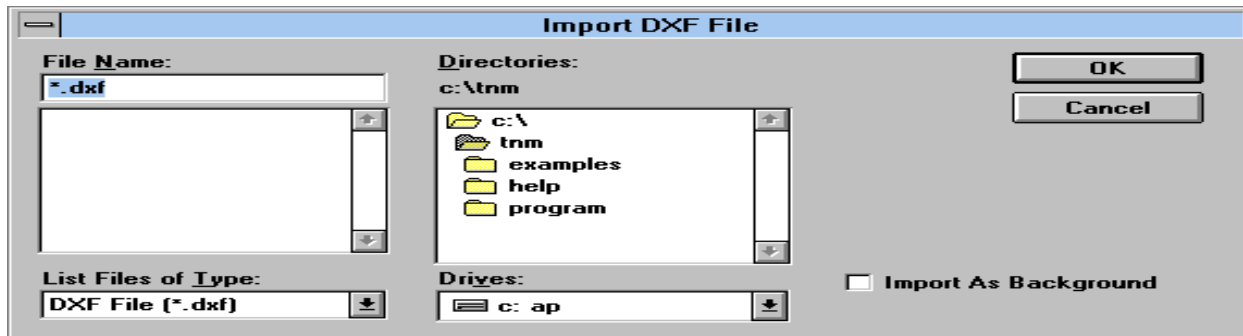 Import DXF File
File Name:
*.dxf
Directories:
c:\tnm
c:\
tnm
examples
help
program
OK
Cancel
List Files of Type:
DXF File (*.dxf)
Drives:
c: ap
Import As Background